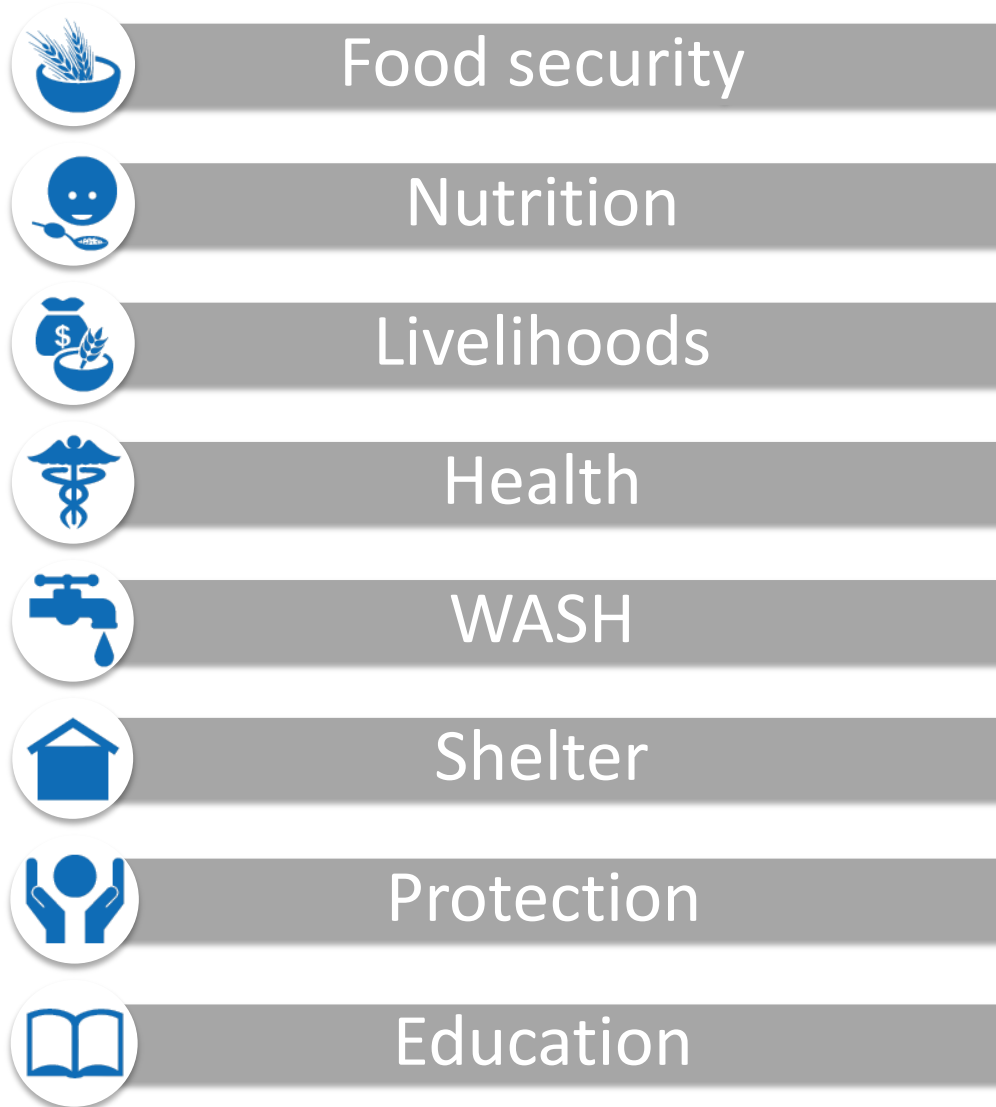 Food security
Nutrition
$
Livelihoods
Health
WASH
Shelter
Protection
Education